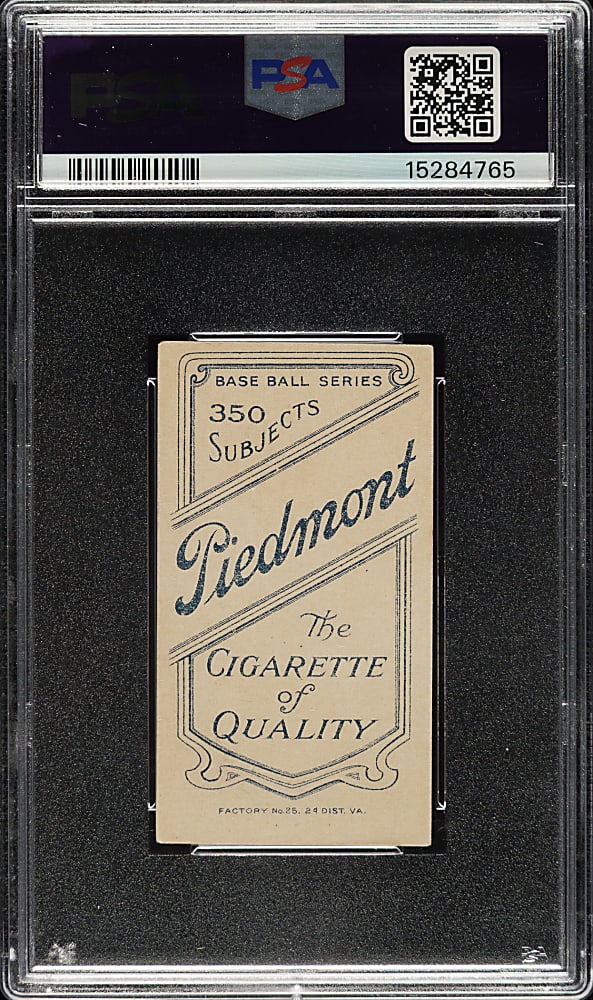 PSA
PSA
15284765
BASE BALL SERIES
350
SUBJECTS
Piedmont
The
CIGARETTE
of
QUALITY
FACTORY No.25, 2d DIST. VA.